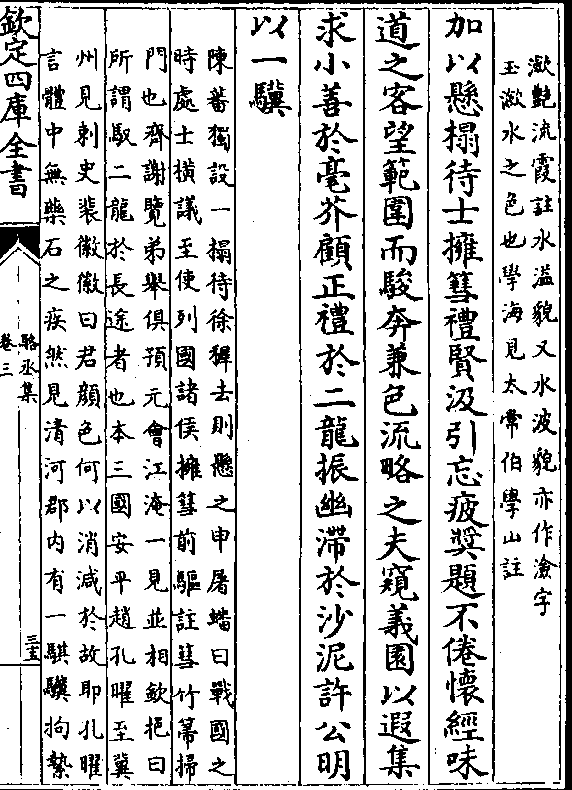 瀲艶流霞註水溢貌又水波貌亦作澰字
玉瀲水之色也學海見太常伯學山註
加以懸榻待士擁篲禮賢汲引忘疲奬題不倦懷經味
道之客望範圍而駿奔兼色流略之夫窺義園以遐集
求小善於毫芥顧正禮於二龍振幽滯於沙泥許公明
以一驥
陳蕃獨設一榻待徐穉去則懸之申屠蟠曰戰國之
時處士橫議至使列國諸侯擁篲前驅註篲竹箒掃
門也齊謝覽弟舉俱預元會江淹一見並相欽挹曰
所謂馭二龍於長途者也本三國安平趙孔曜至冀
州見刺史裴徽徽曰君顔色何以消減於故耶孔曜
言體中無藥石之疾然見清河郡内有一騏驥拘縶
欽定四庫全書
駱丞集
卷三
三五